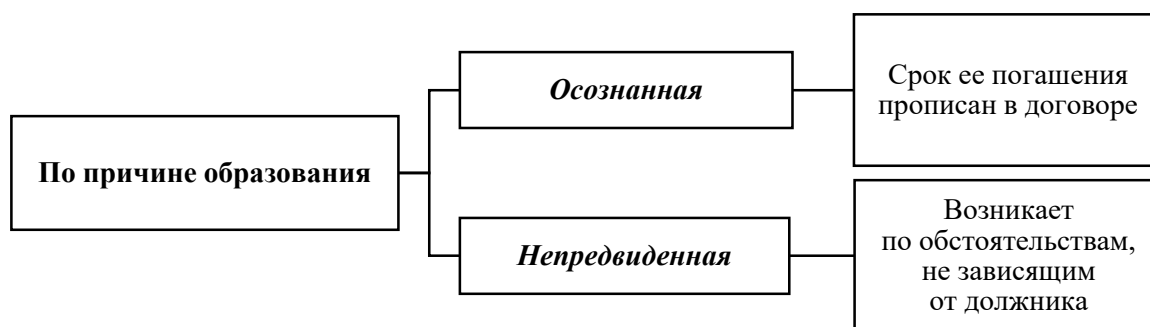 По причине образования
Осознанная
Срок ее погашения
прописан в договоре
Непредвиденная
Возникает
по обстоятельствам,
не зависящим
от должника